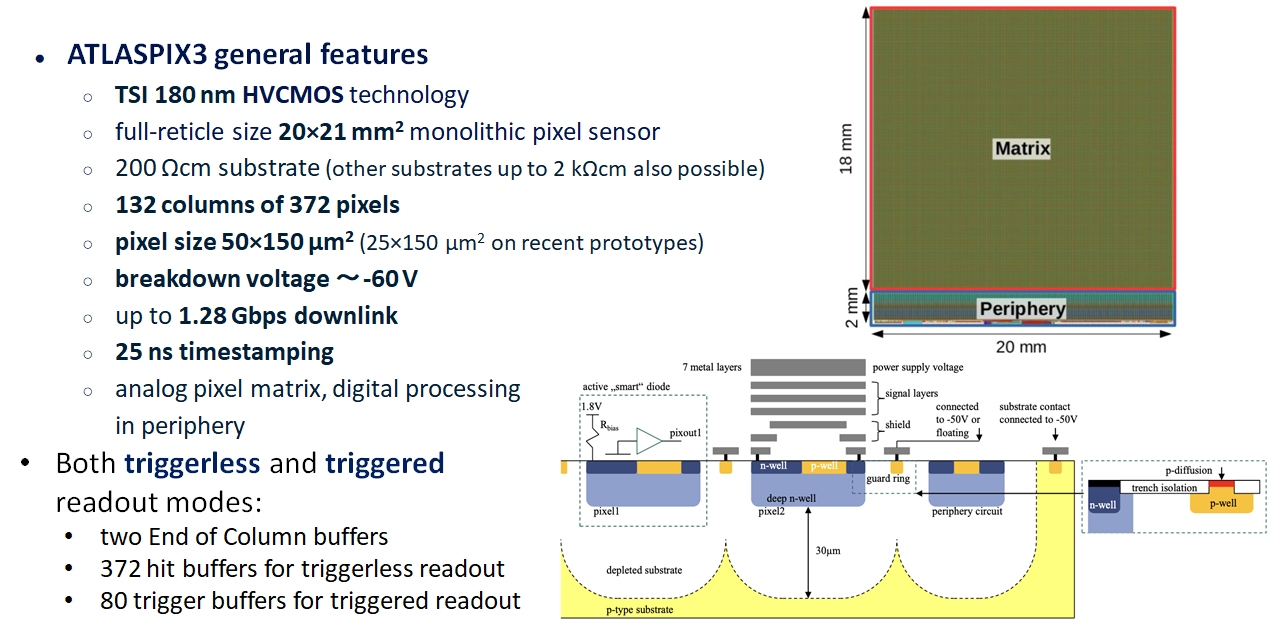 • ATLASPIX3 general features
○ TSI 180 nm HVCMOS technology
○ full-reticle size 20×21 mm² monolithic pixel sensor
○ 200 Ωcm substrate (other substrates up to 2 kΩcm also possible)
○ 132 columns of 372 pixels
○ pixel size 50×150 µm² (25×150 µm² on recent prototypes)
○ breakdown voltage ～-60 V
○ up to 1.28 Gbps downlink
○ 25 ns timestamping
○ analog pixel matrix, digital processing
in periphery
• Both triggerless and triggered
readout modes:
• two End of Column buffers
• 372 hit buffers for triggerless readout
• 80 trigger buffers for triggered readout
18 mm
Matrix
2 mm
Periphery
20 mm
7 metal layers
power supply voltage
active „smart“ diode
signal layers
1.8V
Rbias
pixout1
shield
connected
to -50V or
floating
substrate contact
connected to -50V
n-well
p-well
guard ring
deep n-well
pixel1
pixel2
periphery circuit
30µm
depleted substrate
p-type substrate
p-diffusion
trench isolation
n-well
p-well